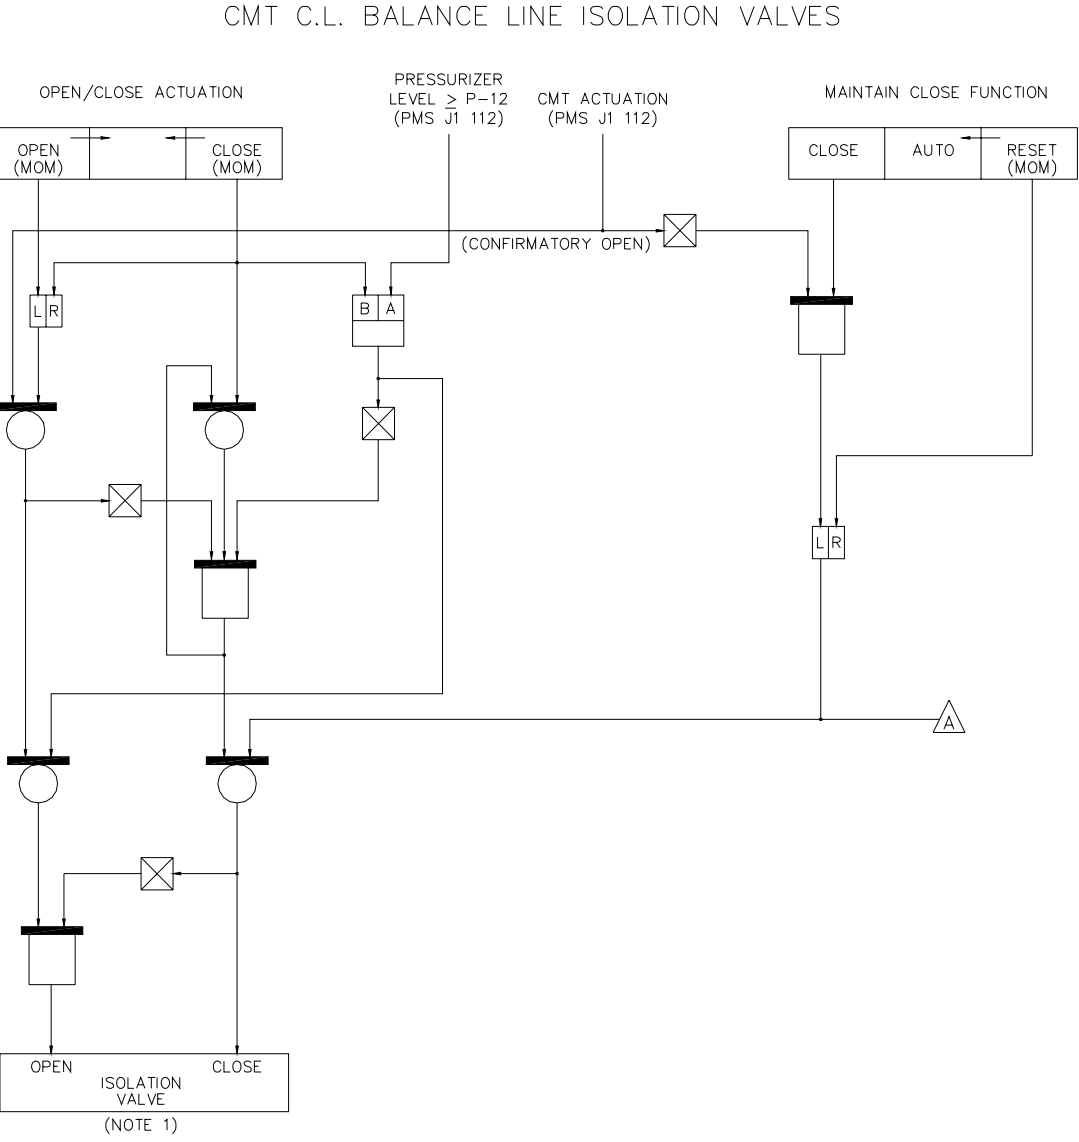 CMT C.L. BALANCE LINE ISOLATION VALVES
OPEN/CLOSE ACTUATION
PRESSURIZER
LEVEL ≥ P-12
(PMS J1 112)
CMT ACTUATION
(PMS J1 112)
MAINTAIN CLOSE FUNCTION
OPEN
(MOM)
CLOSE
(MOM)
CLOSE
AUTO
RESET
(MOM)
(CONFIRMATORY OPEN)
L R
B A
L R
A
OPEN
CLOSE
ISOLATION
VALVE
(NOTE 1)